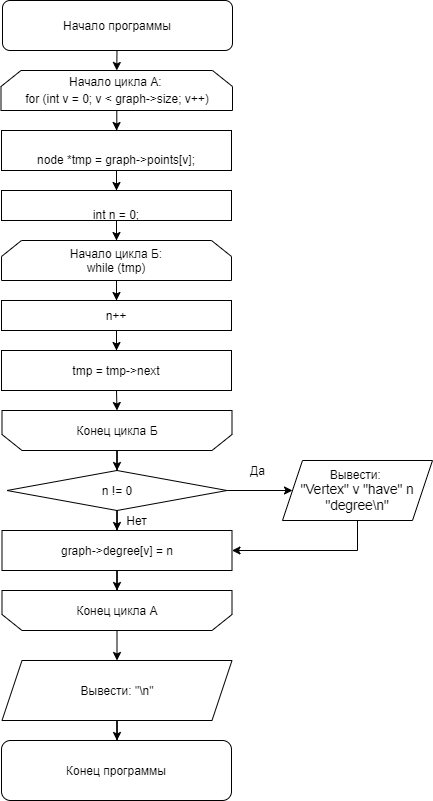 Начало программы
Начало цикла А:
for (int v = 0; v < graph->size; v++)
node *tmp = graph->points[v];
int n = 0;
Начало цикла Б:
while (tmp)
n++
tmp = tmp->next
Конец цикла Б
n != 0
Да
Вывести:
"Vertex" v "have" n
"degree\n"
Нет
graph->degree[v] = n
Конец цикла А
Вывести: "\n"
Конец программы